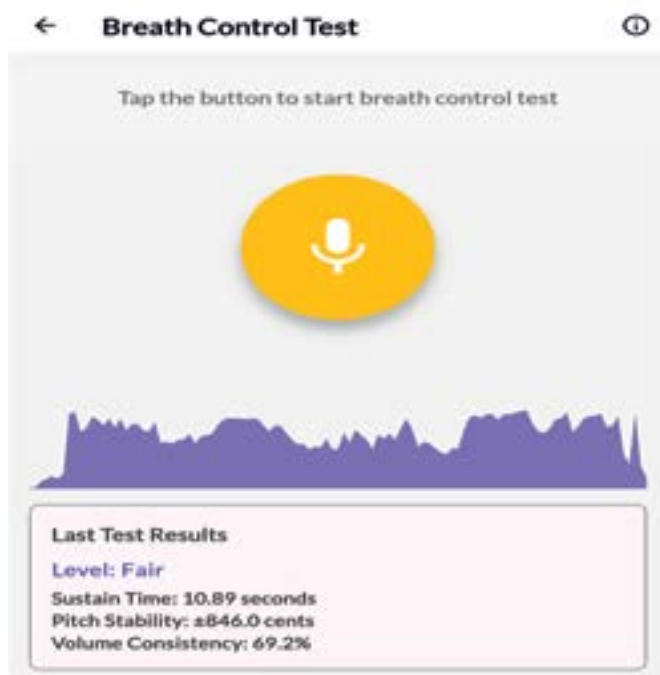 Breath Control Test
Tap the button to start breath control test
Last Test Results
Level: Fair
Sustain Time: 10.89 seconds
Pitch Stability: ±846.0 cents
Volume Consistency: 69.2%